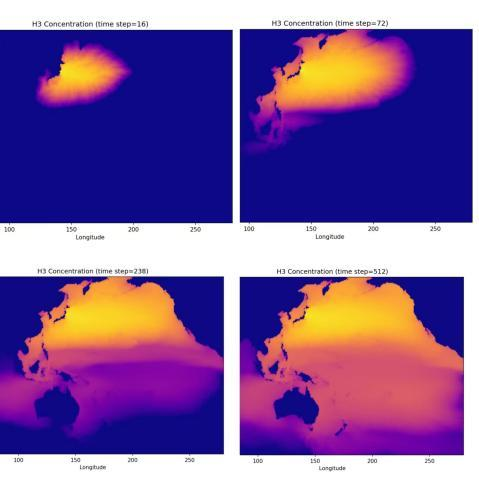 H3 Concentration (time step=16)
100 150 200 250
Longitude
H3 Concentration (time step=72)
100 150 200 250
Longitude
H3 Concentration (time step=238)
100 150 200 250
Longitude
H3 Concentration (time step=512)
100 150 200 250
Longitude